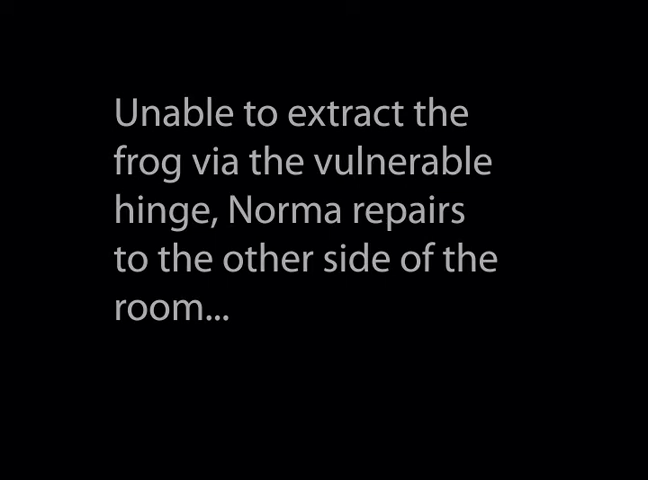 Unable to extract the
frog via the vulnerable
hinge, Norma repairs
to the other side of the
room...